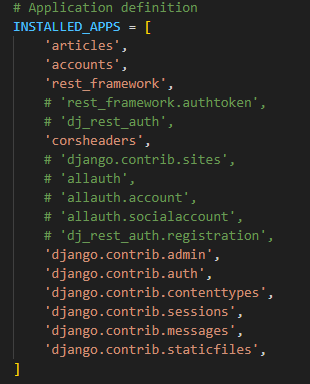 # Application definition
INSTALLED_APPS = [
    'articles',
    'accounts',
    'rest_framework',
    # 'rest_framework.authtoken',
    # 'dj_rest_auth',
    'corsheaders',
    # 'django.contrib.sites',
    # 'allauth',
    # 'allauth.account',
    # 'allauth.socialaccount',
    # 'dj_rest_auth.registration',
    'django.contrib.admin',
    'django.contrib.auth',
    'django.contrib.contenttypes',
    'django.contrib.sessions',
    'django.contrib.messages',
    'django.contrib.staticfiles',
]